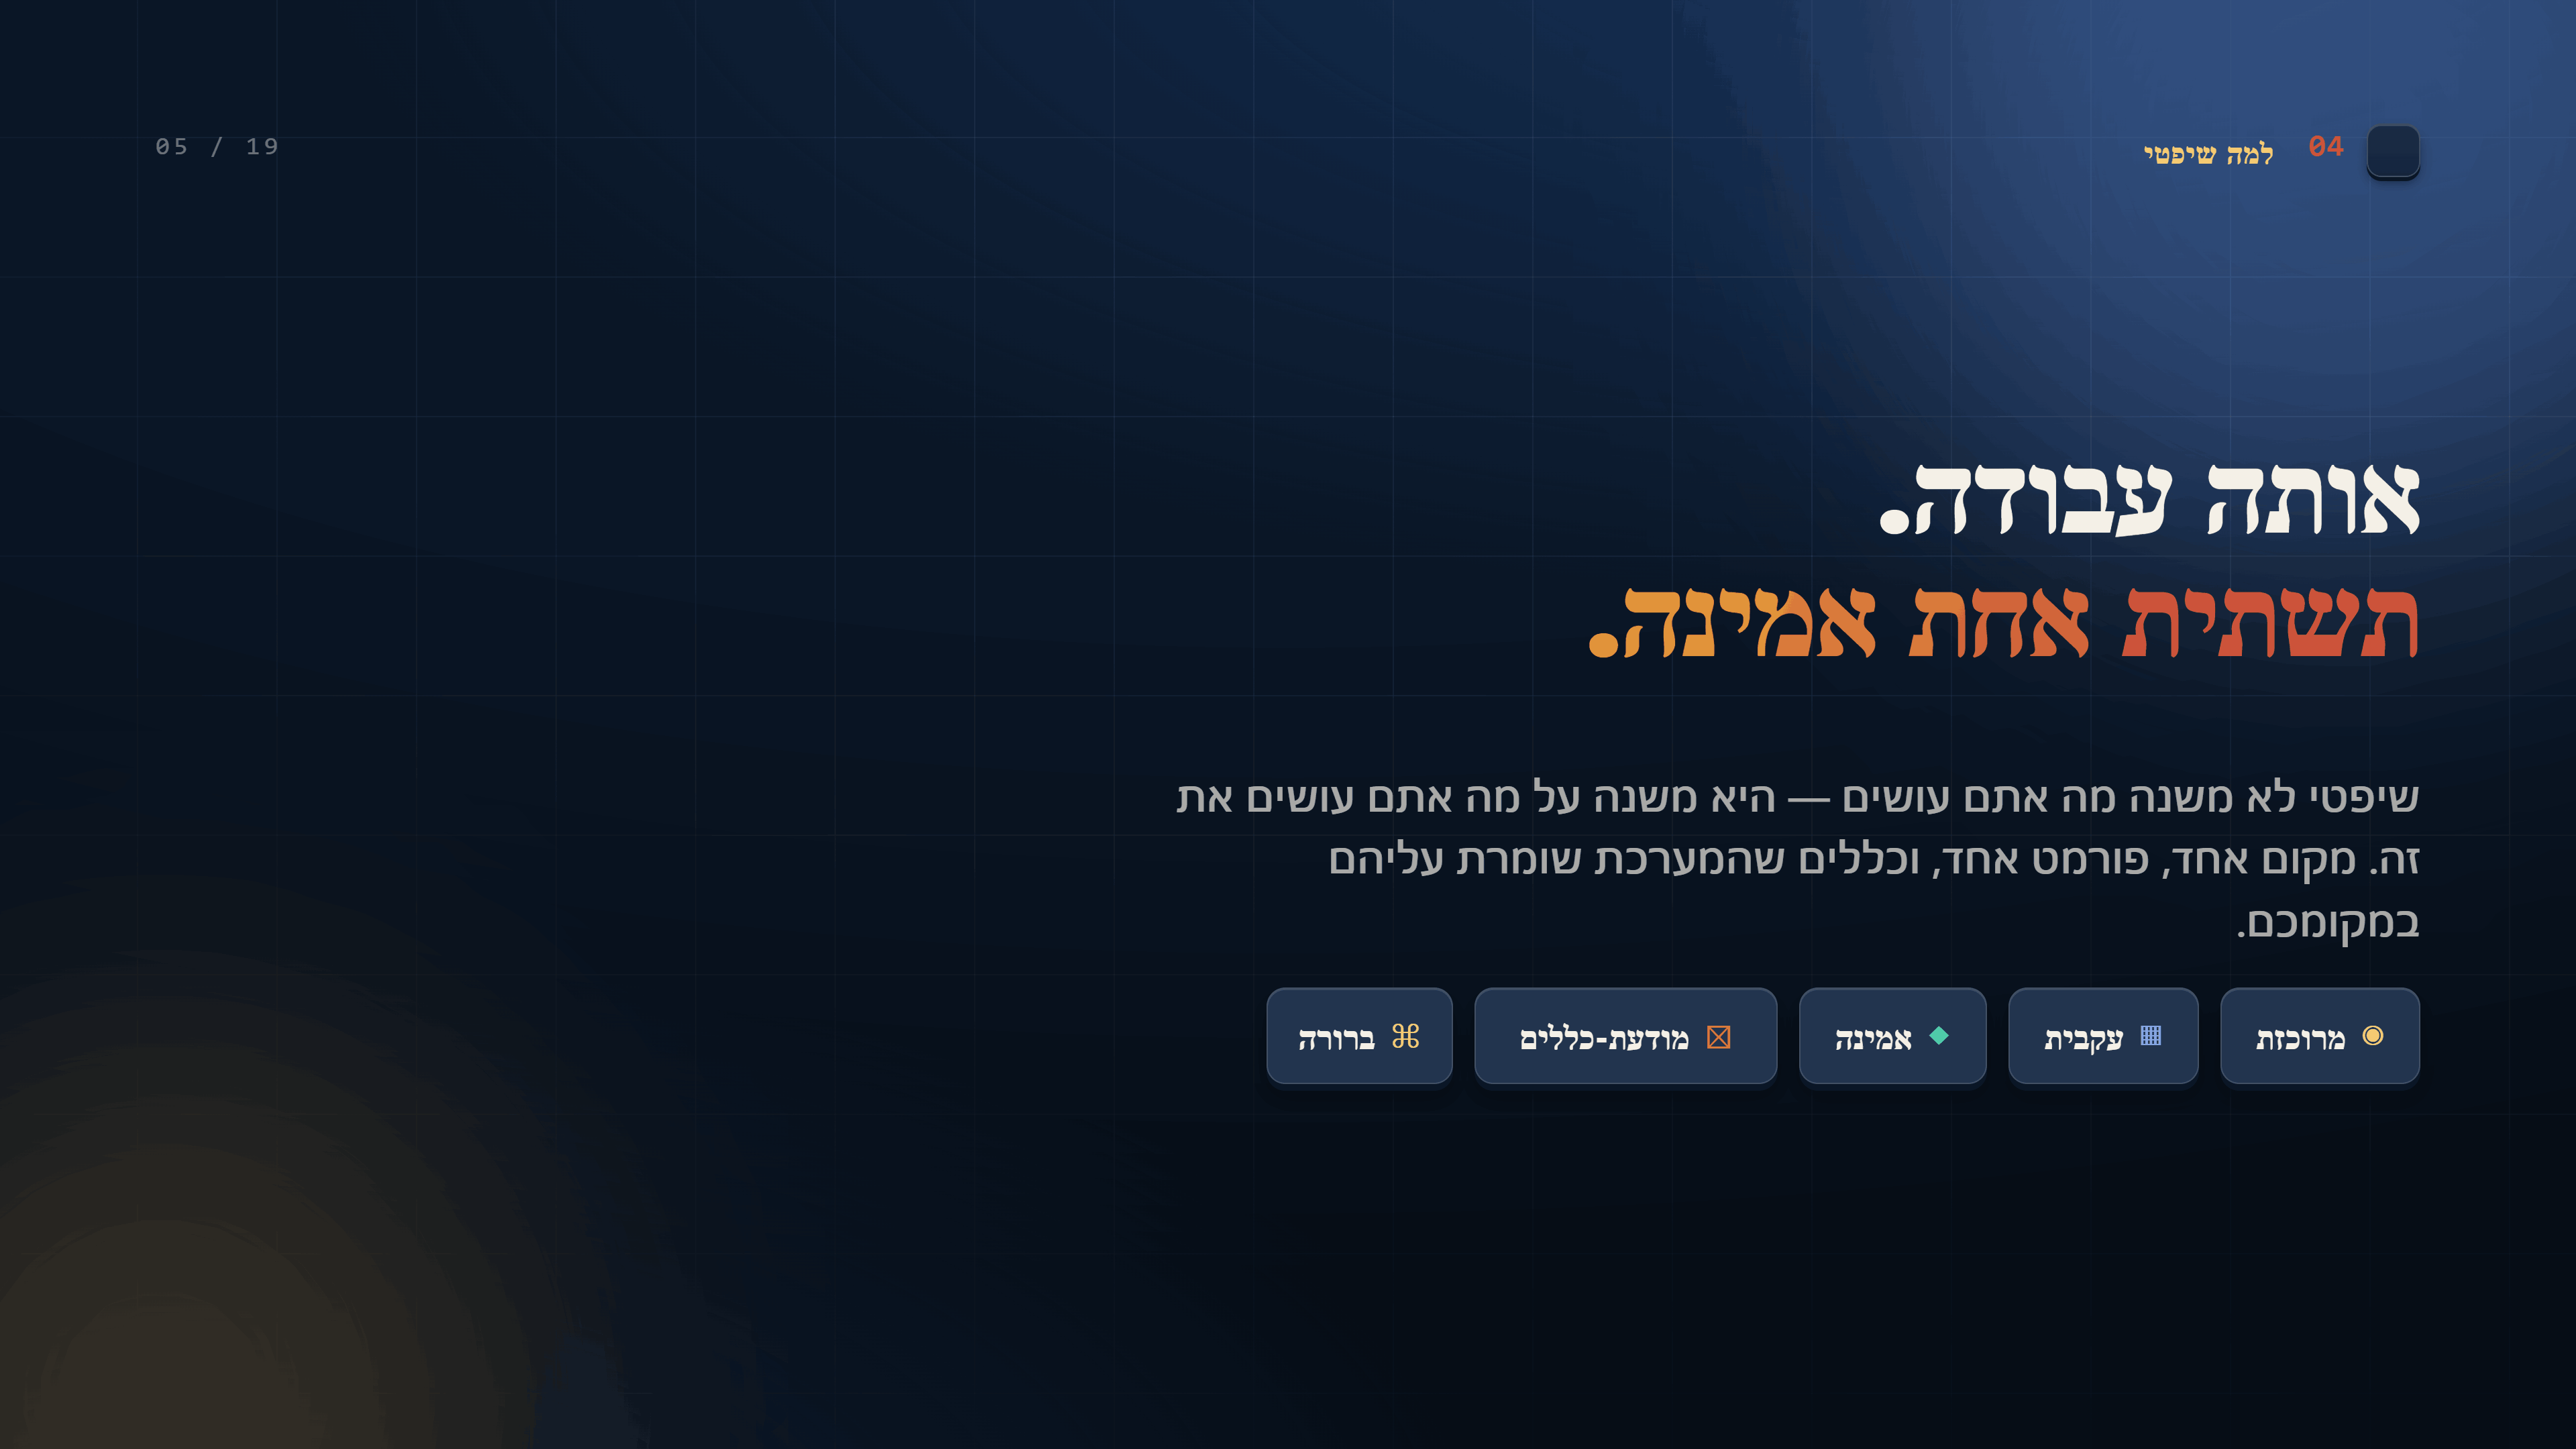 04 למה שיפטי
05 / 19
אותה עבודה.
תשתית אחת אמינה.
שיפטי לא משנה מה אתם עושים — היא משנה על מה אתם עושים את
זה. מקום אחד, פורמט אחד, וכללים שהמערכת שומרת עליהם
במקומכם.
◉ מרוכזת
▦ עקבית
◆ אמינה
☒ מודעת-כללים
⌘ ברורה